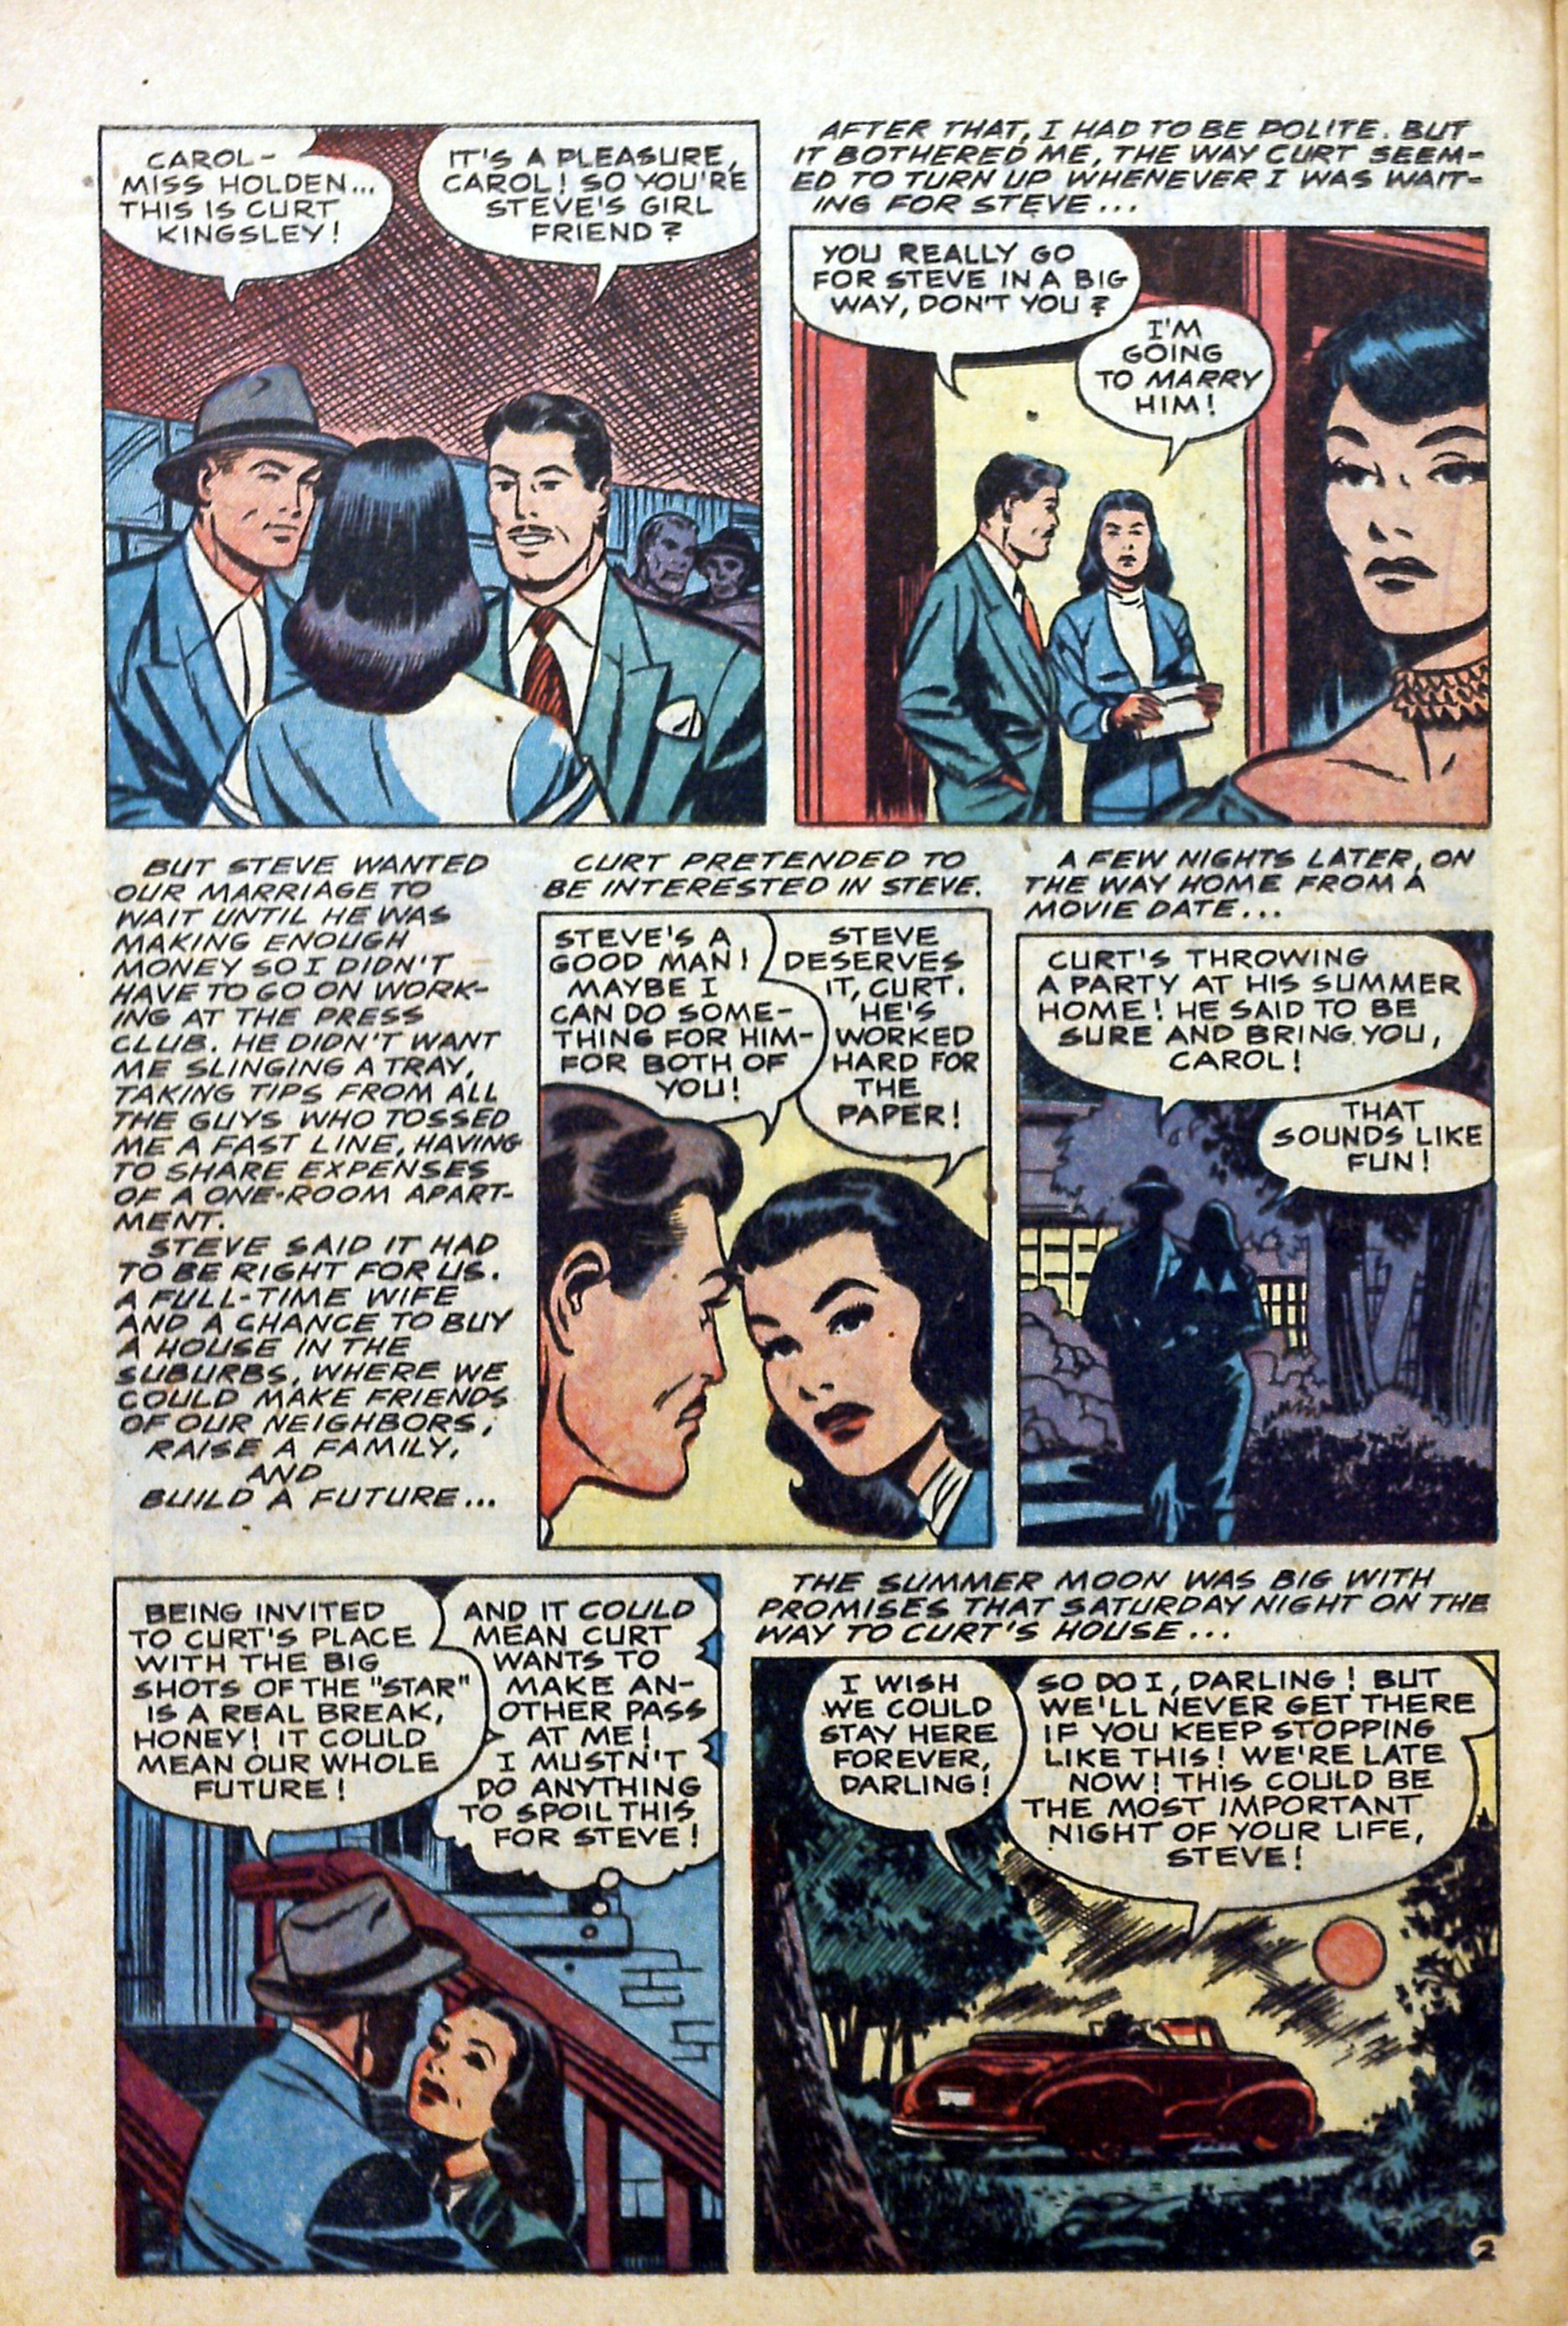 CAROL-
MISS HOLDEN...
THIS IS CURT
KINGSLEY!
IT'S A PLEASURE,
CAROL! SO YOU'RE
STEVE'S GIRL
FRIEND?
AFTER THAT, I HAD TO BE POLITE. BUT
IT BOTHERED ME, THE WAY CURT SEEM-
ED TO TURN UP WHENEVER I WAS WAIT-
ING FOR STEVE...
YOU REALLY GO
FOR STEVE IN A BIG
WAY, DON'T YOU?
I'M
GOING
TO MARRY
HIM!
BUT STEVE WANTED
OUR MARRIAGE TO
WAIT UNTIL HE WAS
MAKING ENOUGH
MONEY SO I DIDN'T
HAVE TO GO ON WORK-
ING AT THE PRESS
CLUB. HE DIDN'T WANT
ME SLINGING A TRAY,
TAKING TIPS FROM ALL
THE GUYS WHO TOSSED
ME A FAST LINE, HAVING
TO SHARE EXPENSES
OF A ONE-ROOM APART-
MENT.
STEVE SAID IT HAD
TO BE RIGHT FOR US.
A FULL-TIME WIFE
AND A CHANCE TO BUY
A HOUSE IN THE
SUBURBS, WHERE WE
COULD MAKE FRIENDS
OF OUR NEIGHBORS,
RAISE A FAMILY,
AND
BUILD A FUTURE...
CURT PRETENDED TO
BE INTERESTED IN STEVE.
STEVE'S A
GOOD MAN!
MAYBE I
CAN DO SOME-
THING FOR HIM-
FOR BOTH OF
YOU!
STEVE
DESERVES
IT, CURT.
HE'S
WORKED
HARD FOR
THE
PAPER!
A FEW NIGHTS LATER, ON
THE WAY HOME FROM A
MOVIE DATE...
CURT'S THROWING
A PARTY AT HIS SUMMER
HOME! HE SAID TO BE
SURE AND BRING YOU,
CAROL!
THAT
SOUNDS LIKE
FUN!
BEING INVITED
TO CURT'S PLACE
WITH THE BIG
SHOTS OF THE "STAR"
IS A REAL BREAK,
HONEY! IT COULD
MEAN OUR WHOLE
FUTURE!
AND IT COULD
MEAN CURT
WANTS TO
MAKE AN-
OTHER PASS
AT ME!
I MUSTN'T
DO ANYTHING
TO SPOIL THIS
FOR STEVE!
THE SUMMER MOON WAS BIG WITH
PROMISES THAT SATURDAY NIGHT ON THE
WAY TO CURT'S HOUSE...
I WISH
WE COULD
STAY HERE
FOREVER,
DARLING!
SO DO I, DARLING! BUT
WE'LL NEVER GET THERE
IF YOU KEEP STOPPING
LIKE THIS! WE'RE LATE
NOW! THIS COULD BE
THE MOST IMPORTANT
NIGHT OF YOUR LIFE,
STEVE!
2